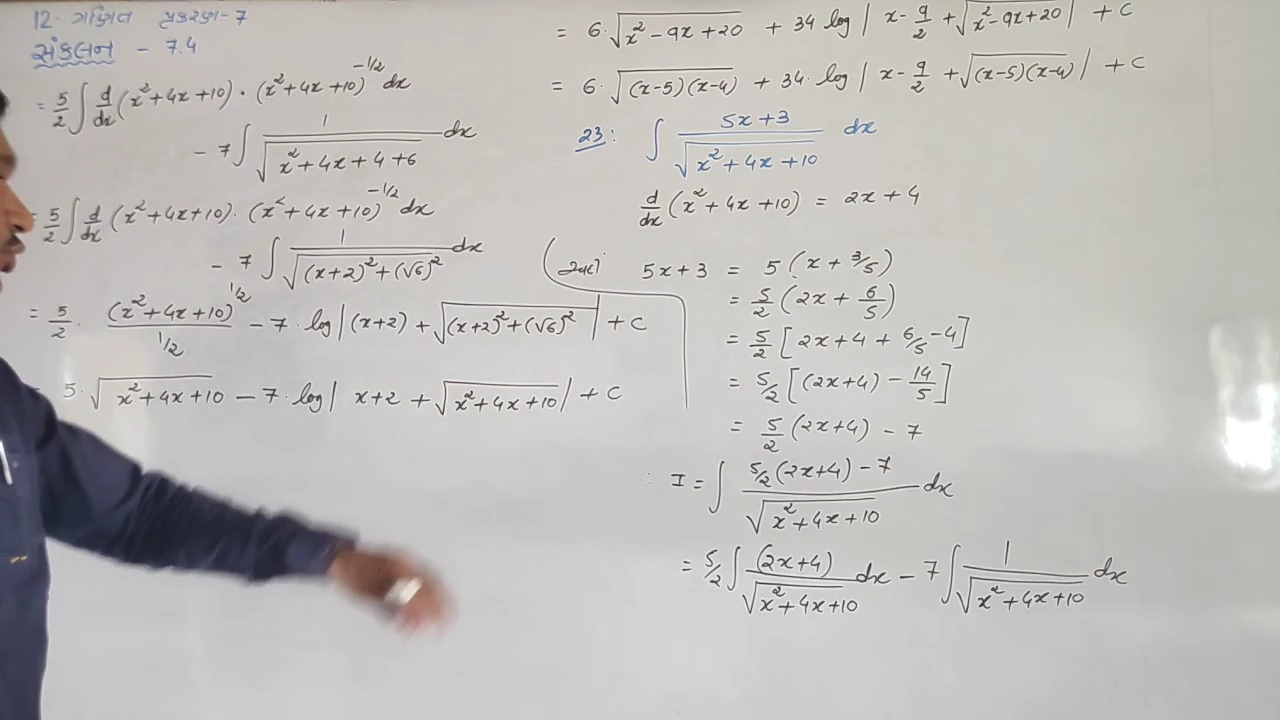 12- ગણિત પ્રકરણ-7
સંકલન - 7.4
= 5/2 ∫ d/dx (x²+4x+10) · (x²+4x+10)^(-1/2) dx
- 7 ∫ 1/√(x²+4x+4+6) dx
= 5/2 ∫ d/dx (x²+4x+10) · (x²+4x+10)^(-1/2) dx
- 7 ∫ 1/√((x+2)²+(√6)²) dx
= 5/2 · (x²+4x+10)^(1/2) / (1/2) - 7 · log |(x+2) + √((x+2)²+(√6)²)| + C
5·√(x²+4x+10) - 7·log | x+2 + √(x²+4x+10) | + C
= 6·√(x²-9x+20) + 34 log | x - 9/2 + √(x²-9x+20) | + C
= 6·√((x-5)(x-4)) + 34·log | x - 9/2 + √((x-5)(x-4)) | + C
23: ∫ (5x+3)/√(x²+4x+10) dx
d/dx (x²+4x+10) = 2x+4
5x+3 = 5(x+3/5)
= 5/2 (2x+6/5)
= 5/2 [2x+4+6/5-4]
= 5/2 [(2x+4) - 14/5]
= 5/2 (2x+4) - 7
∴ I = ∫ (5/2(2x+4)-7)/√(x²+4x+10) dx
= 5/2 ∫ (2x+4)/√(x²+4x+10) dx - 7 ∫ 1/√(x²+4x+10) dx